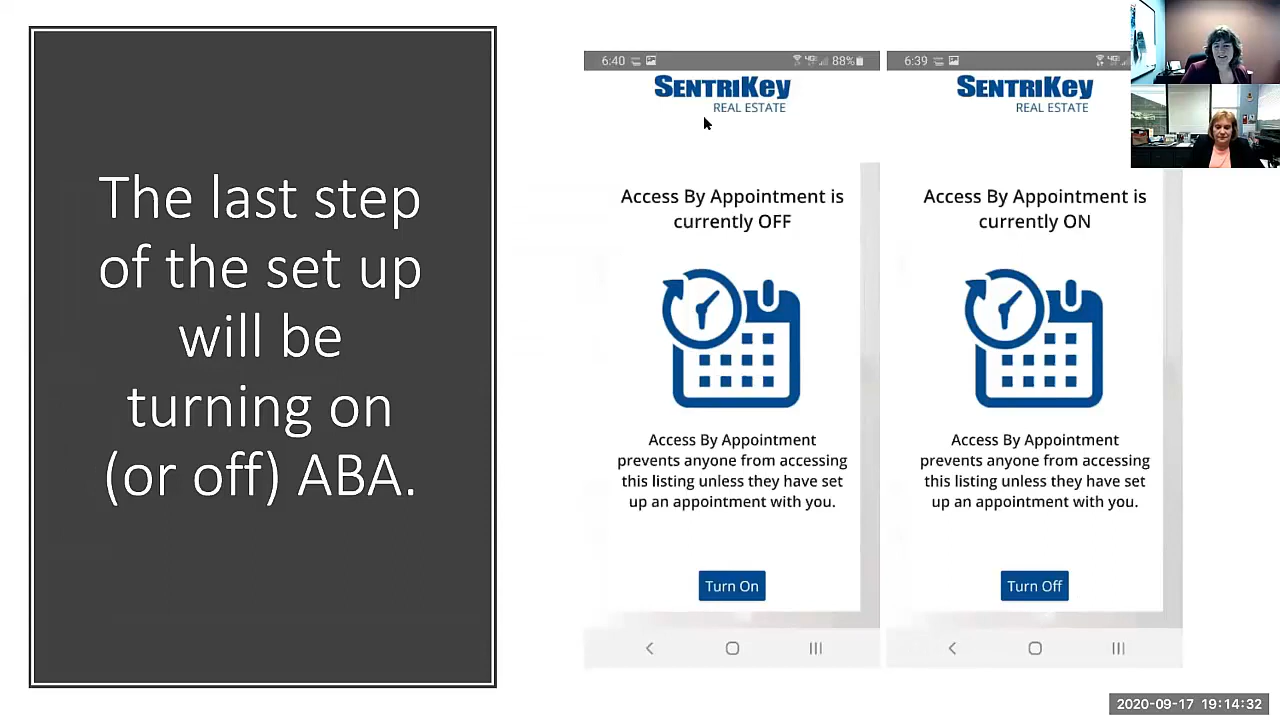 The last step
of the set up
will be
turning on
(or off) ABA.
6:40
88%
SENTRIKEY
REAL ESTATE
Access By Appointment is
currently OFF
Access By Appointment
prevents anyone from accessing
this listing unless they have set
up an appointment with you.
Turn On
6:39
SENTRIKEY
REAL ESTATE
Access By Appointment is
currently ON
Access By Appointment
prevents anyone from accessing
this listing unless they have set
up an appointment with you.
Turn Off
2020-09-17 19:14:32